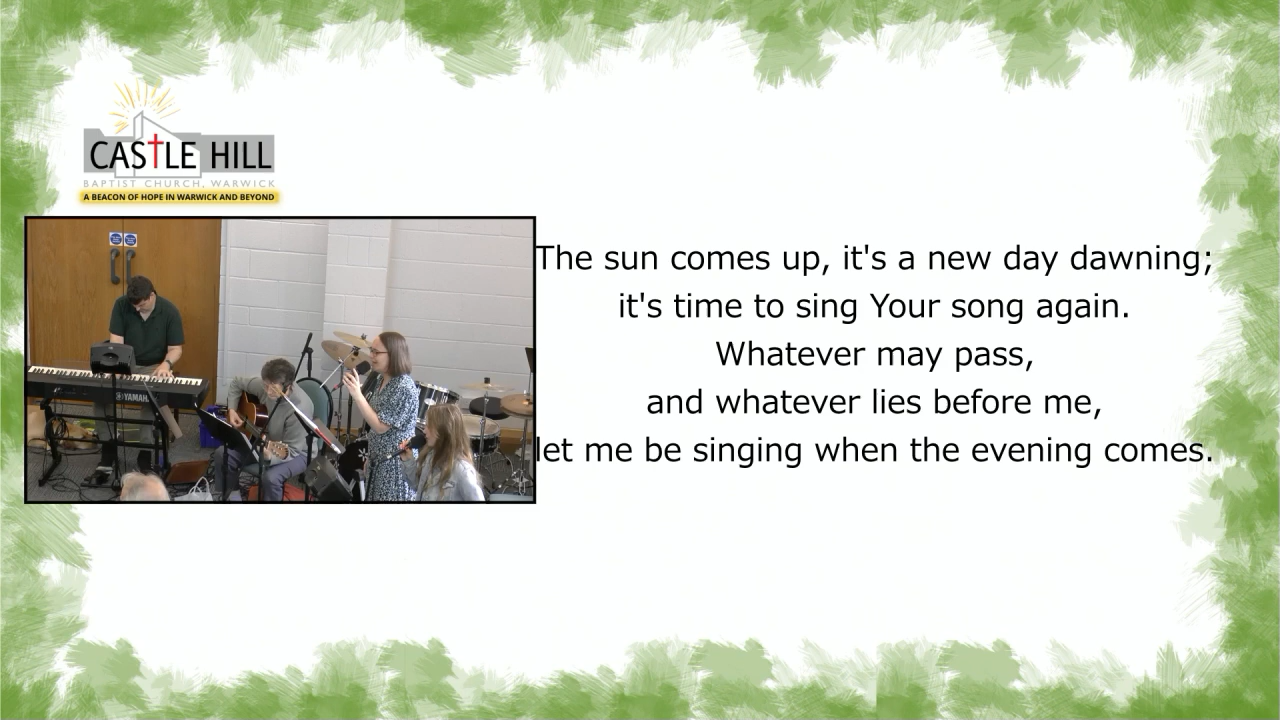 CASTLE HILL
BAPTIST CHURCH, WARWICK
A BEACON OF HOPE IN WARWICK AND BEYOND
YAMAHA
The sun comes up, it's a new day dawning;
it's time to sing Your song again.
Whatever may pass,
and whatever lies before me,
let me be singing when the evening comes.